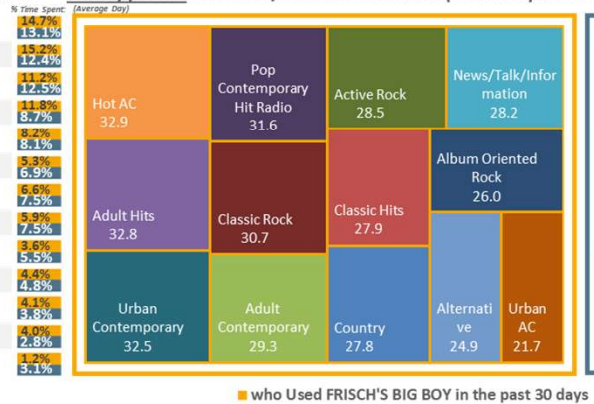 % Time Spent: (Average Day)
14.7%
13.1%
15.2%
12.4%
11.2%
12.5%
11.8%
8.7%
8.2%
8.1%
5.3%
6.9%
6.6%
7.5%
5.9%
7.5%
3.6%
5.5%
4.4%
4.8%
4.1%
3.8%
4.0%
2.8%
1.2%
3.1%
Hot AC
32.9
Pop
Contemporary
Hit Radio
31.6
Active Rock
28.5
News/Talk/Infor
mation
28.2
Adult Hits
32.8
Classic Rock
30.7
Classic Hits
27.9
Album Oriented
Rock
26.0
Urban
Contemporary
32.5
Adult
Contemporary
29.3
Country
27.8
Alternati
ve
24.9
Urban
AC
21.7
who Used FRISCH'S BIG BOY in the past 30 days